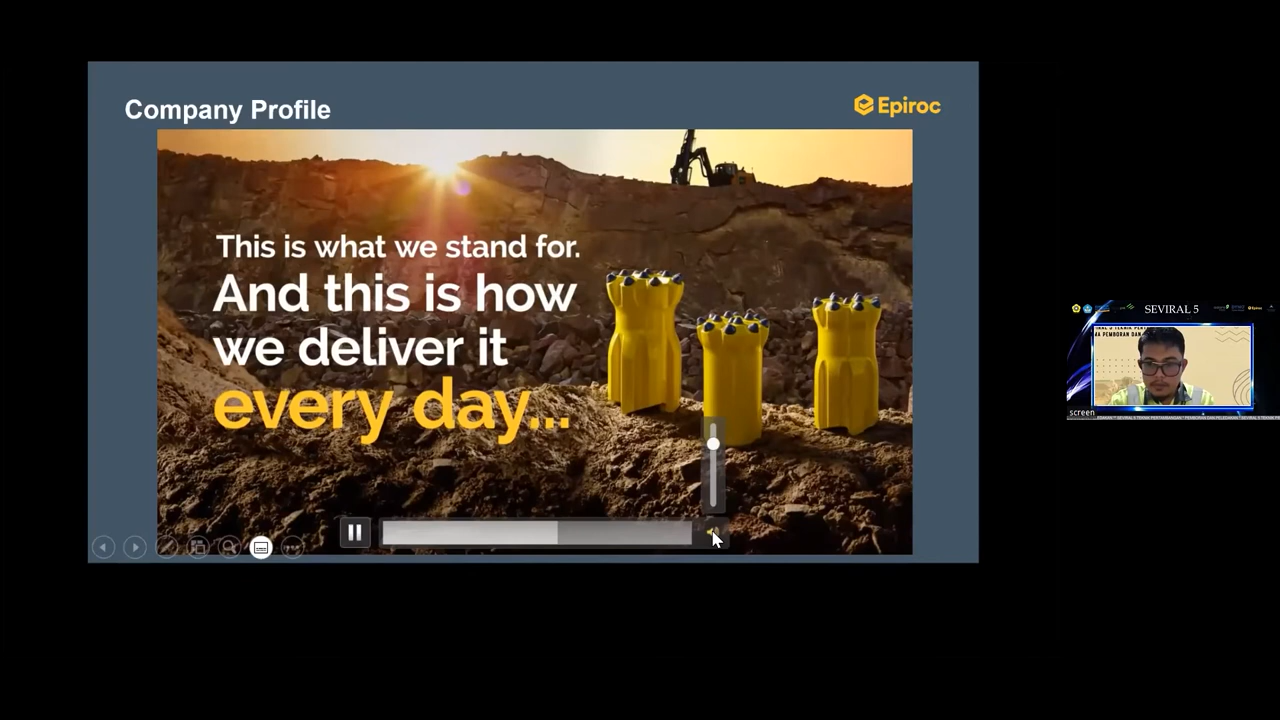 Company Profile
Epiroc
This is what we stand for.
And this is how
we deliver it
every day...
SEVIRAL 5
screen